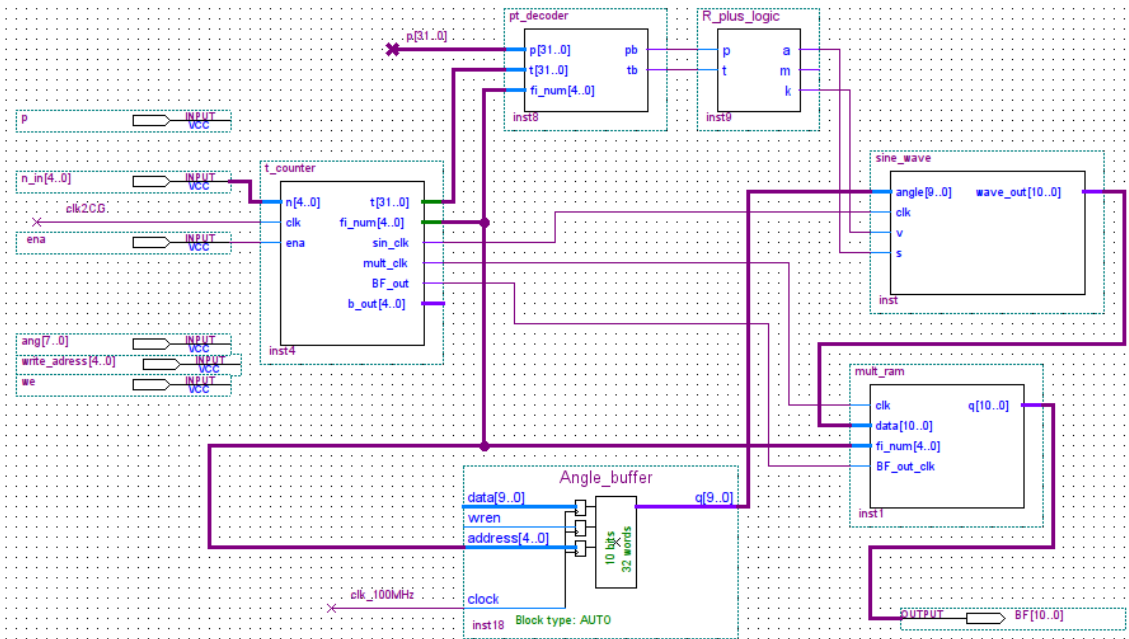 pt_decoder
p[31..0]
p[31..0]
t[31..0]
fi_num[4..0]
pb
tb
inst8
R_plus_logic
p
t
a
m
k
inst9
p
INPUT
VCC
n_in[4..0]
INPUT
VCC
clk2CG.
ena
INPUT
VCC
t_counter
n[4..0]
clk
ena
t[31..0]
fi_num[4..0]
sin_clk
mult_clk
BF_out
b_out[4..0]
inst4
sine_wave
angle[9..0]
clk
v
s
wave_out[10..0]
inst
ang[7..0]
INPUT
VCC
write_adress[4..0]
INPUT
VCC
we
INPUT
VCC
mult_ram
clk
data[10..0]
fi_num[4..0]
BF_out_clk
q[10..0]
inst1
Angle_buffer
data[9..0]
wren
address[4..0]
clock
q[9..0]
10 bits
32 words
clk_100MHz
inst18
Block type: AUTO
OUTPUT
BF[10..0]